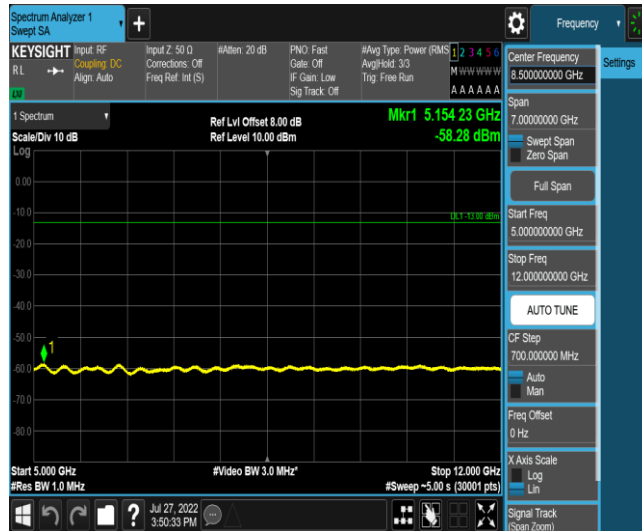 Spectrum Analyzer 1
Swept SA
Frequency
KEYSIGHT
RL
Input: RF
Coupling: DC
Align: Auto
Input Z: 50 Ω
Corrections: Off
Freq Ref: Int (S)
#Atten: 20 dB
PNO: Fast
Gate: Off
IF Gain: Low
Sig Track: Off
#Avg Type: Power (RMS
Avg|Hold: 3/3
Trig: Free Run
1 2 3 4 5 6
M W W W W W
A A A A A A
LXI
1 Spectrum
Scale/Div 10 dB
Ref Lvl Offset 8.00 dB
Ref Level 10.00 dBm
Mkr1 5.154 23 GHz
-58.28 dBm
Log
0.00
-10.0
DL1 -13.00 dBm
-20.0
-30.0
-40.0
-50.0
1
-60.0
-70.0
-80.0
Start 5.000 GHz
#Res BW 1.0 MHz
#Video BW 3.0 MHz*
Stop 12.000 GHz
#Sweep ~5.00 s (30001 pts)
Jul 27, 2022
3:50:33 PM
?
Center Frequency
8.50000000 GHz
Settings
Span
7.00000000 GHz
Swept Span
Zero Span
Full Span
Start Freq
5.000000000 GHz
Stop Freq
12.000000000 GHz
AUTO TUNE
CF Step
700.000000 MHz
Auto
Man
Freq Offset
0 Hz
X Axis Scale
Log
Lin
Signal Track
(Span Zoom)